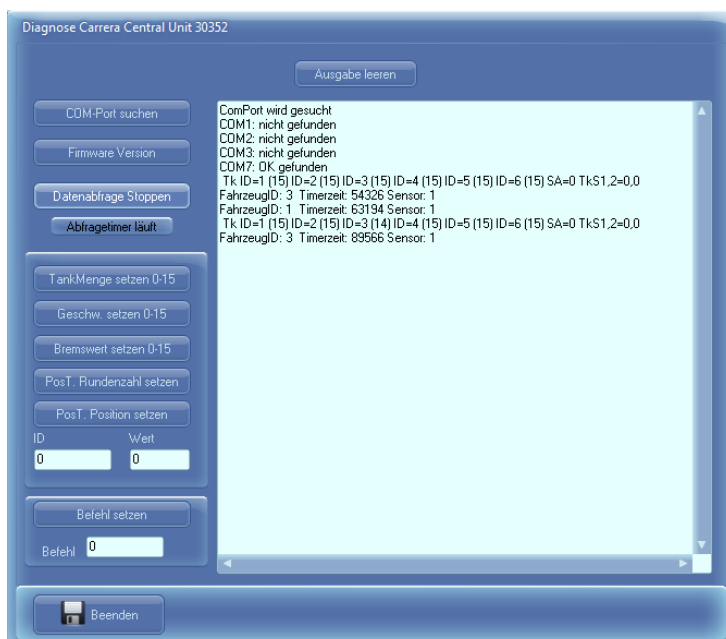 Diagnose Carrera Central Unit 30352
Ausgabe leeren
COM-Port suchen
Firmware Version
Datenabfrage Stoppen
Abfragetimer läuft
TankMenge setzen 0-15
Geschw. setzen 0-15
Bremswert setzen 0-15
PosT. Rundenzahl setzen
PosT. Position setzen
ID Wert
0 0
Befehl setzen
Befehl 0
ComPort wird gesucht
COM1: nicht gefunden
COM2: nicht gefunden
COM3: nicht gefunden
COM7: OK gefunden
Tk ID=1 (15) ID=2 (15) ID=3 (15) ID=4 (15) ID=5 (15) ID=6 (15) SA=0 TkS1,2=0,0
FahrzeugID: 3 Timerzeit: 54326 Sensor: 1
FahrzeugID: 1 Timerzeit: 63194 Sensor: 1
Tk ID=1 (15) ID=2 (15) ID=3 (14) ID=4 (15) ID=5 (15) ID=6 (15) SA=0 TkS1,2=0,0
FahrzeugID: 3 Timerzeit: 89566 Sensor: 1
Beenden